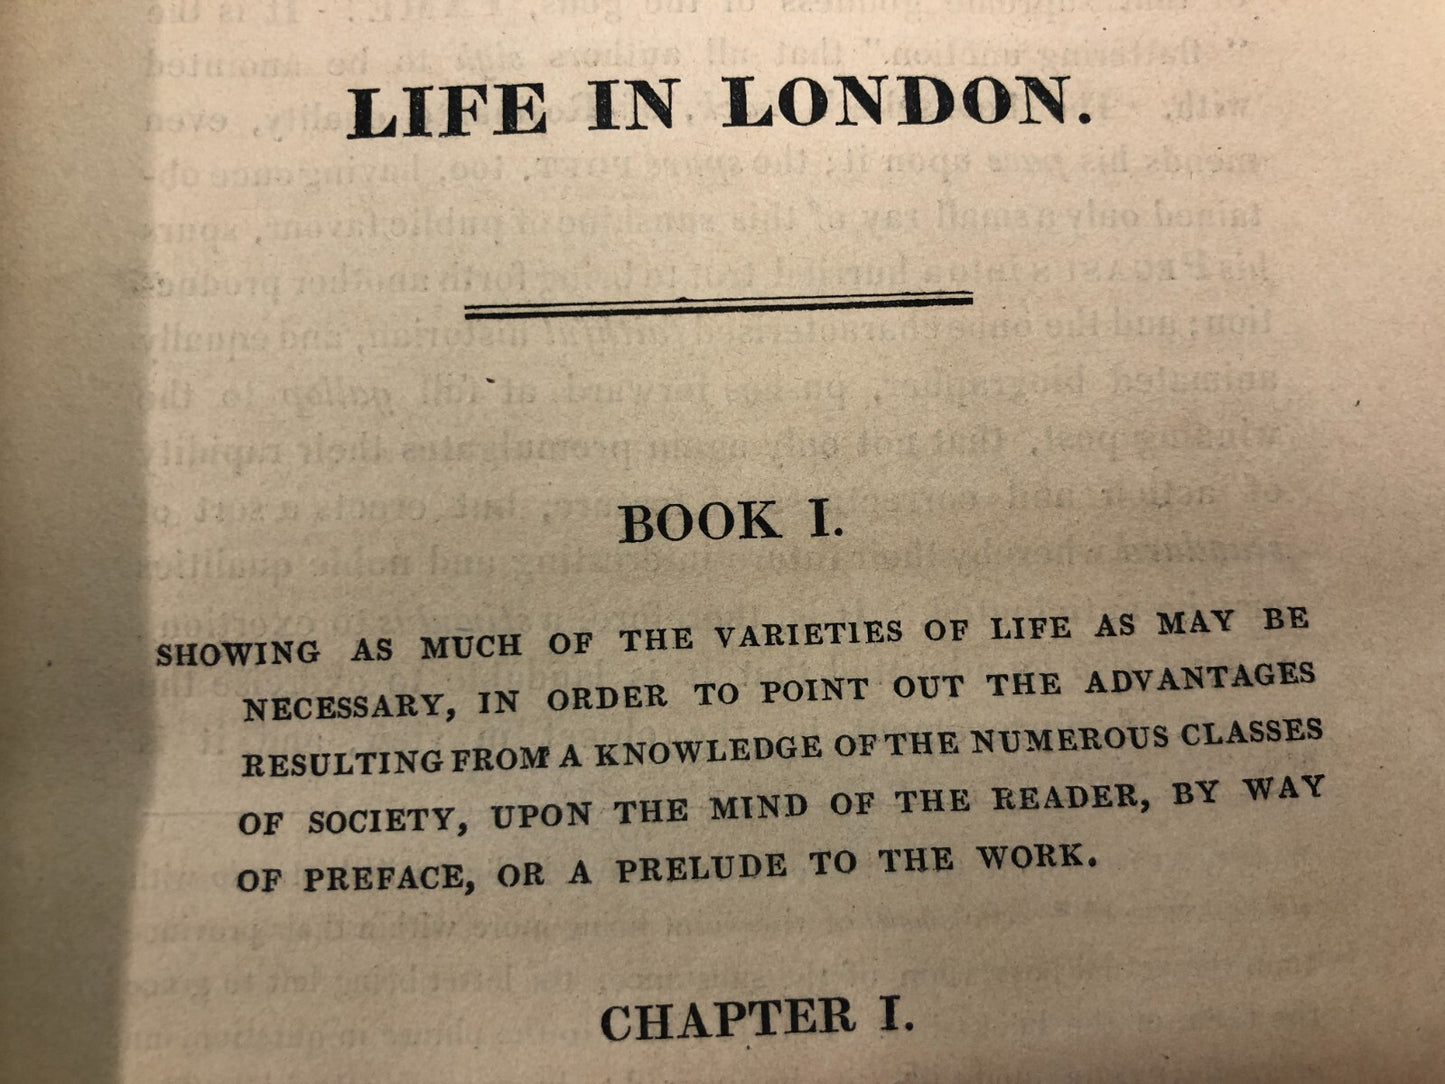 LIFE IN LONDON.
BOOK I.
SHOWING AS MUCH OF THE VARIETIES OF LIFE AS MAY BE
NECESSARY, IN ORDER TO POINT OUT THE ADVANTAGES
RESULTING FROM A KNOWLEDGE OF THE NUMEROUS CLASSES
OF SOCIETY, UPON THE MIND OF THE READER, BY WAY
OF PREFACE, OR A PRELUDE TO THE WORK.
CHAPTER I.